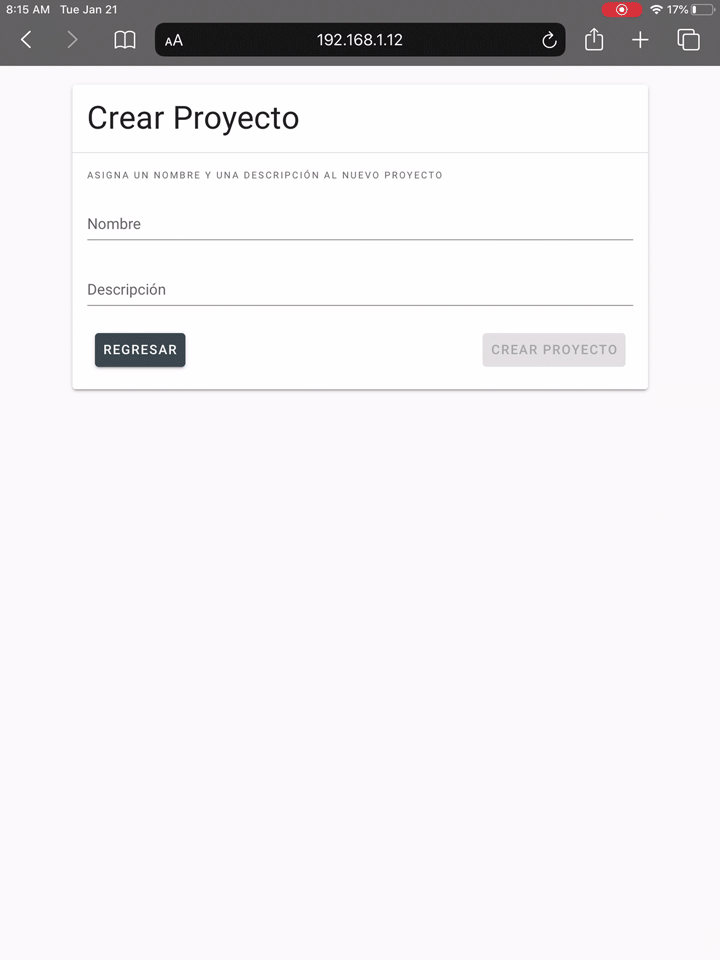 8:15 AM Tue Jan 21 17%
AA 192.168.1.12
Crear Proyecto
ASIGNA UN NOMBRE Y UNA DESCRIPCIÓN AL NUEVO PROYECTO
Nombre
Descripción
REGRESAR CREAR PROYECTO